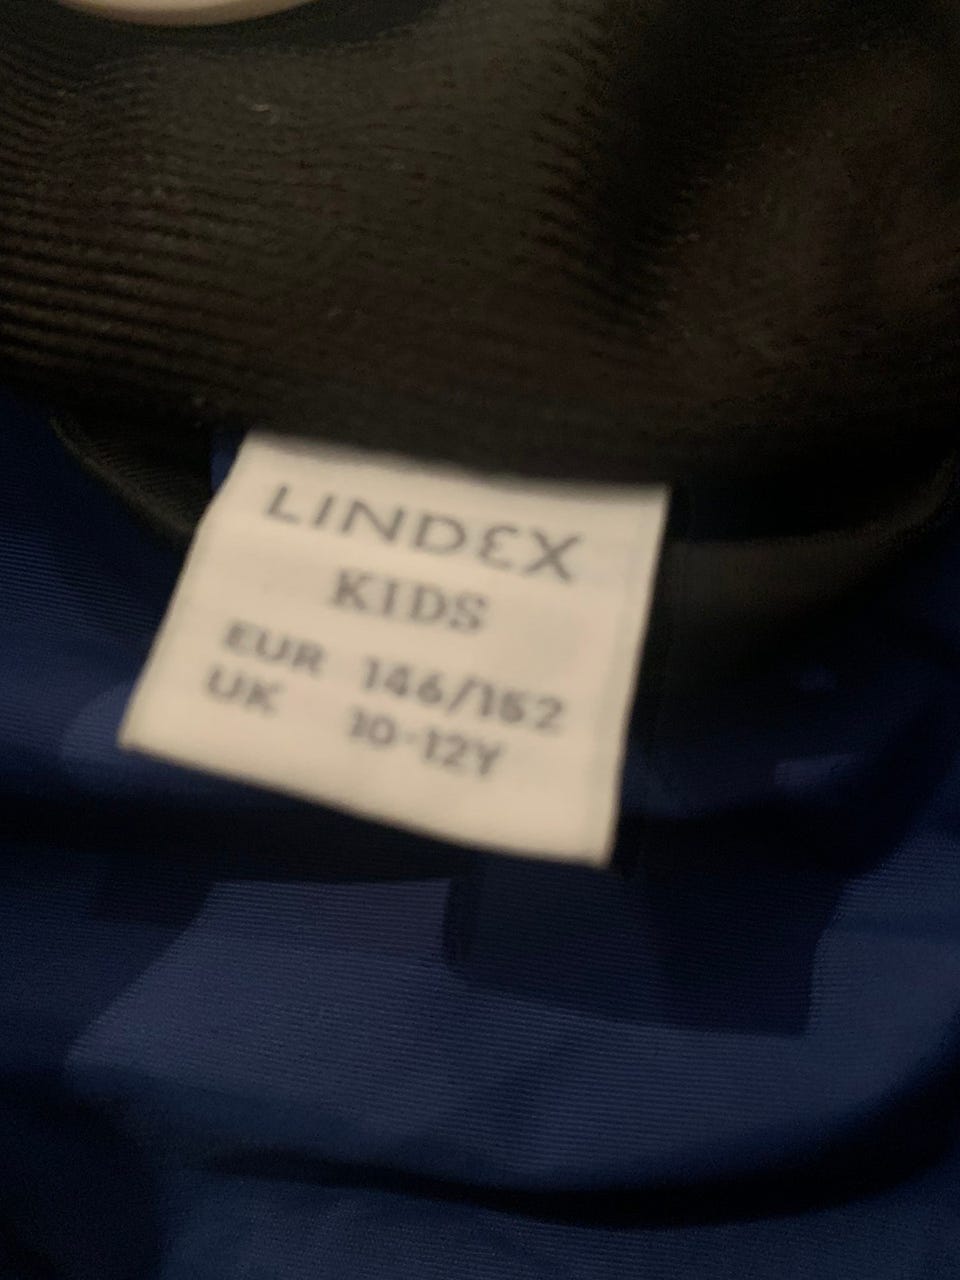 LINDEX
KIDS
EUR 146/152
UK 10-12Y